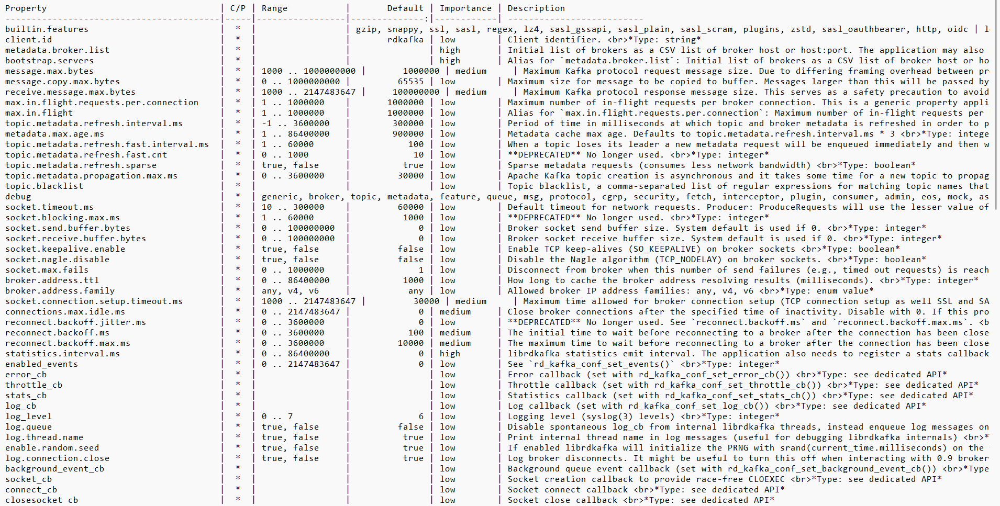 Property | C/P | Range | Default | Importance | Description
-----------------------------------------|-----|-----------------|--------------:|------------| --------------------------
builtin.features | * | | gzip, snappy, ssl, sasl, regex, lz4, sasl_gssapi, sasl_plain, sasl_scram, plugins, zstd, sasl_oauthbearer, http, oidc | l
client.id | * | | rdkafka | low | Client identifier. <br>*Type: string*
metadata.broker.list | * | | | high | Initial list of brokers as a CSV list of broker host or host:port. The application may also
bootstrap.servers | * | | | high | Alias for `metadata.broker.list`: Initial list of brokers as a CSV list of broker host or ho
message.max.bytes | * | 1000 .. 1000000000 | 1000000 | medium | Maximum Kafka protocol request message size. Due to differing framing overhead between pr
message.copy.max.bytes | * | 0 .. 1000000000 | 65535 | low | Maximum size for message to be copied to buffer. Messages larger than this will be passed by
receive.message.max.bytes | * | 1000 .. 2147483647 | 100000000 | medium | Maximum Kafka protocol response message size. This serves as a safety precaution to avoid
max.in.flight.requests.per.connection | * | 1 .. 1000000 | 1000000 | low | Maximum number of in-flight requests per broker connection. This is a generic property appli
max.in.flight | * | 1 .. 1000000 | 1000000 | low | Alias for `max.in.flight.requests.per.connection`: Maximum number of in-flight requests per
topic.metadata.refresh.interval.ms | * | -1 .. 3600000 | 300000 | low | Period of time in milliseconds at which topic and broker metadata is refreshed in order to p
metadata.max.age.ms | * | 1 .. 86400000 | 900000 | low | Metadata cache max age. Defaults to topic.metadata.refresh.interval.ms * 3 <br>*Type: intege
topic.metadata.refresh.fast.interval.ms | * | 1 .. 60000 | 100 | low | When a topic loses its leader a new metadata request will be enqueued immediately and then w
topic.metadata.refresh.fast.cnt | * | 0 .. 1000 | 10 | low | **DEPRECATED** No longer used. <br>*Type: integer*
topic.metadata.refresh.sparse | * | true, false | true | low | Sparse metadata requests (consumes less network bandwidth) <br>*Type: boolean*
topic.metadata.propagation.max.ms | * | 0 .. 3600000 | 30000 | low | Apache Kafka topic creation is asynchronous and it takes some time for a new topic to propag
topic.blacklist | * | | | low | Topic blacklist, a comma-separated list of regular expressions for matching topic names that
debug | * | generic, broker, topic, metadata, feature, queue, msg, protocol, cgrp, security, fetch, interceptor, plugin, consumer, admin, eos, mock, as
socket.timeout.ms | * | 10 .. 300000 | 60000 | low | Default timeout for network requests. Producer: ProduceRequests will use the lesser value of
socket.blocking.max.ms | * | 1 .. 60000 | 1000 | low | **DEPRECATED** No longer used. <br>*Type: integer*
socket.send.buffer.bytes | * | 0 .. 100000000 | 0 | low | Broker socket send buffer size. System default is used if 0. <br>*Type: integer*
socket.receive.buffer.bytes | * | 0 .. 100000000 | 0 | low | Broker socket receive buffer size. System default is used if 0. <br>*Type: integer*
socket.keepalive.enable | * | true, false | false | low | Enable TCP keep-alives (SO_KEEPALIVE) on broker sockets <br>*Type: boolean*
socket.nagle.disable | * | true, false | false | low | Disable the Nagle algorithm (TCP_NODELAY) on broker sockets. <br>*Type: boolean*
socket.max.fails | * | 0 .. 1000000 | 1 | low | Disconnect from broker when this number of send failures (e.g., timed out requests) is reach
broker.address.ttl | * | 0 .. 86400000 | 1000 | low | How long to cache the broker address resolving results (milliseconds). <br>*Type: integer*
broker.address.family | * | any, v4, v6 | any | low | Allowed broker IP address families: any, v4, v6 <br>*Type: enum value*
socket.connection.setup.timeout.ms | * | 1000 .. 2147483647 | 30000 | medium | Maximum time allowed for broker connection setup (TCP connection setup as well SSL and SA
connections.max.idle.ms | * | 0 .. 2147483647 | 0 | medium | Close broker connections after the specified time of inactivity. Disable with 0. If this pro
reconnect.backoff.jitter.ms | * | 0 .. 3600000 | 0 | low | **DEPRECATED** No longer used. See `reconnect.backoff.ms` and `reconnect.backoff.max.ms`. <b
reconnect.backoff.ms | * | 0 .. 3600000 | 100 | medium | The initial time to wait before reconnecting to a broker after the connection has been close
reconnect.backoff.max.ms | * | 0 .. 3600000 | 10000 | medium | The maximum time to wait before reconnecting to a broker after the connection has been close
statistics.interval.ms | * | 0 .. 86400000 | 0 | high | librdkafka statistics emit interval. The application also needs to register a stats callback
enabled_events | * | 0 .. 2147483647 | 0 | low | See `rd_kafka_conf_set_events()` <br>*Type: integer*
error_cb | * | | | low | Error callback (set with rd_kafka_conf_set_error_cb()) <br>*Type: see dedicated API*
throttle_cb | * | | | low | Throttle callback (set with rd_kafka_conf_set_throttle_cb()) <br>*Type: see dedicated API*
stats_cb | * | | | low | Statistics callback (set with rd_kafka_conf_set_stats_cb()) <br>*Type: see dedicated API*
log_cb | * | | | low | Log callback (set with rd_kafka_conf_set_log_cb()) <br>*Type: see dedicated API*
log_level | * | 0 .. 7 | 6 | low | Logging level (syslog(3) levels) <br>*Type: integer*
log.queue | * | true, false | false | low | Disable spontaneous log_cb from internal librdkafka threads, instead enqueue log messages on
log.thread.name | * | true, false | true | low | Print internal thread name in log messages (useful for debugging librdkafka internals) <br>*
enable.random.seed | * | true, false | true | low | If enabled librdkafka will initialize the PRNG with srand(current_time.milliseconds) on the
log.connection.close | * | true, false | true | low | Log broker disconnects. It might be useful to turn this off when interacting with 0.9 broker
background_event_cb | * | | | low | Background queue event callback (set with rd_kafka_conf_set_background_event_cb()) <br>*Type
socket_cb | * | | | low | Socket creation callback to provide race-free CLOEXEC <br>*Type: see dedicated API*
connect_cb | * | | | low | Socket connect callback <br>*Type: see dedicated API*
closesocket_cb | * | | | low | Socket close callback <br>*Type: see dedicated API*